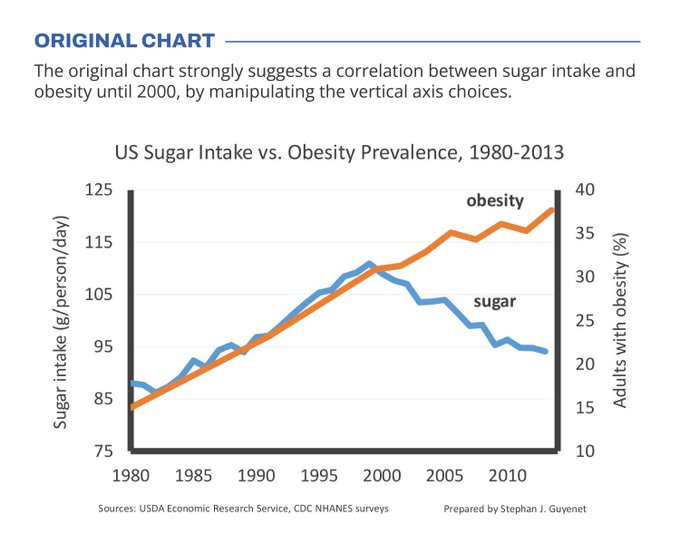 ORIGINAL CHART
The original chart strongly suggests a correlation between sugar intake and
obesity until 2000, by manipulating the vertical axis choices.
US Sugar Intake vs. Obesity Prevalence, 1980-2013
125
115
105
95
85
75
Sugar intake (g/person/day)
obesity
sugar
40
35
30
25
20
15
10
Adults with obesity (%)
1980 1985 1990 1995 2000 2005 2010
Sources: USDA Economic Research Service, CDC NHANES surveys
Prepared by Stephan J. Guyenet